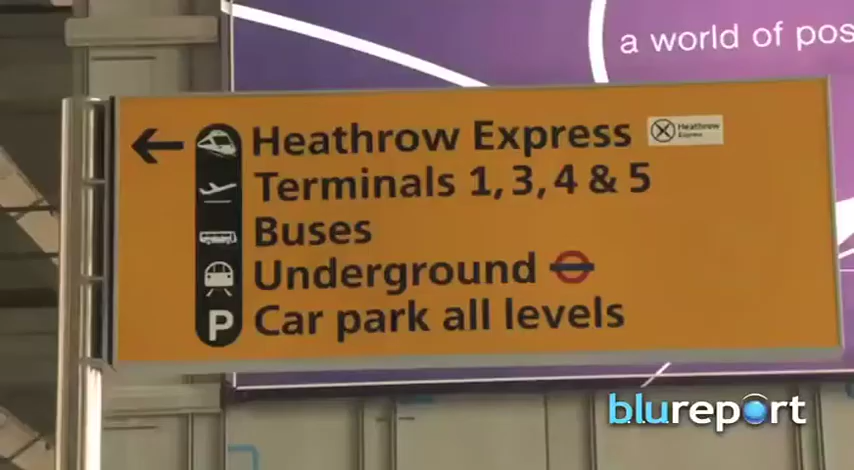 a world of pos
Heathrow Express Heathrow Express
Terminals 1, 3, 4 & 5
Buses
Underground
P Car park all levels
blureport